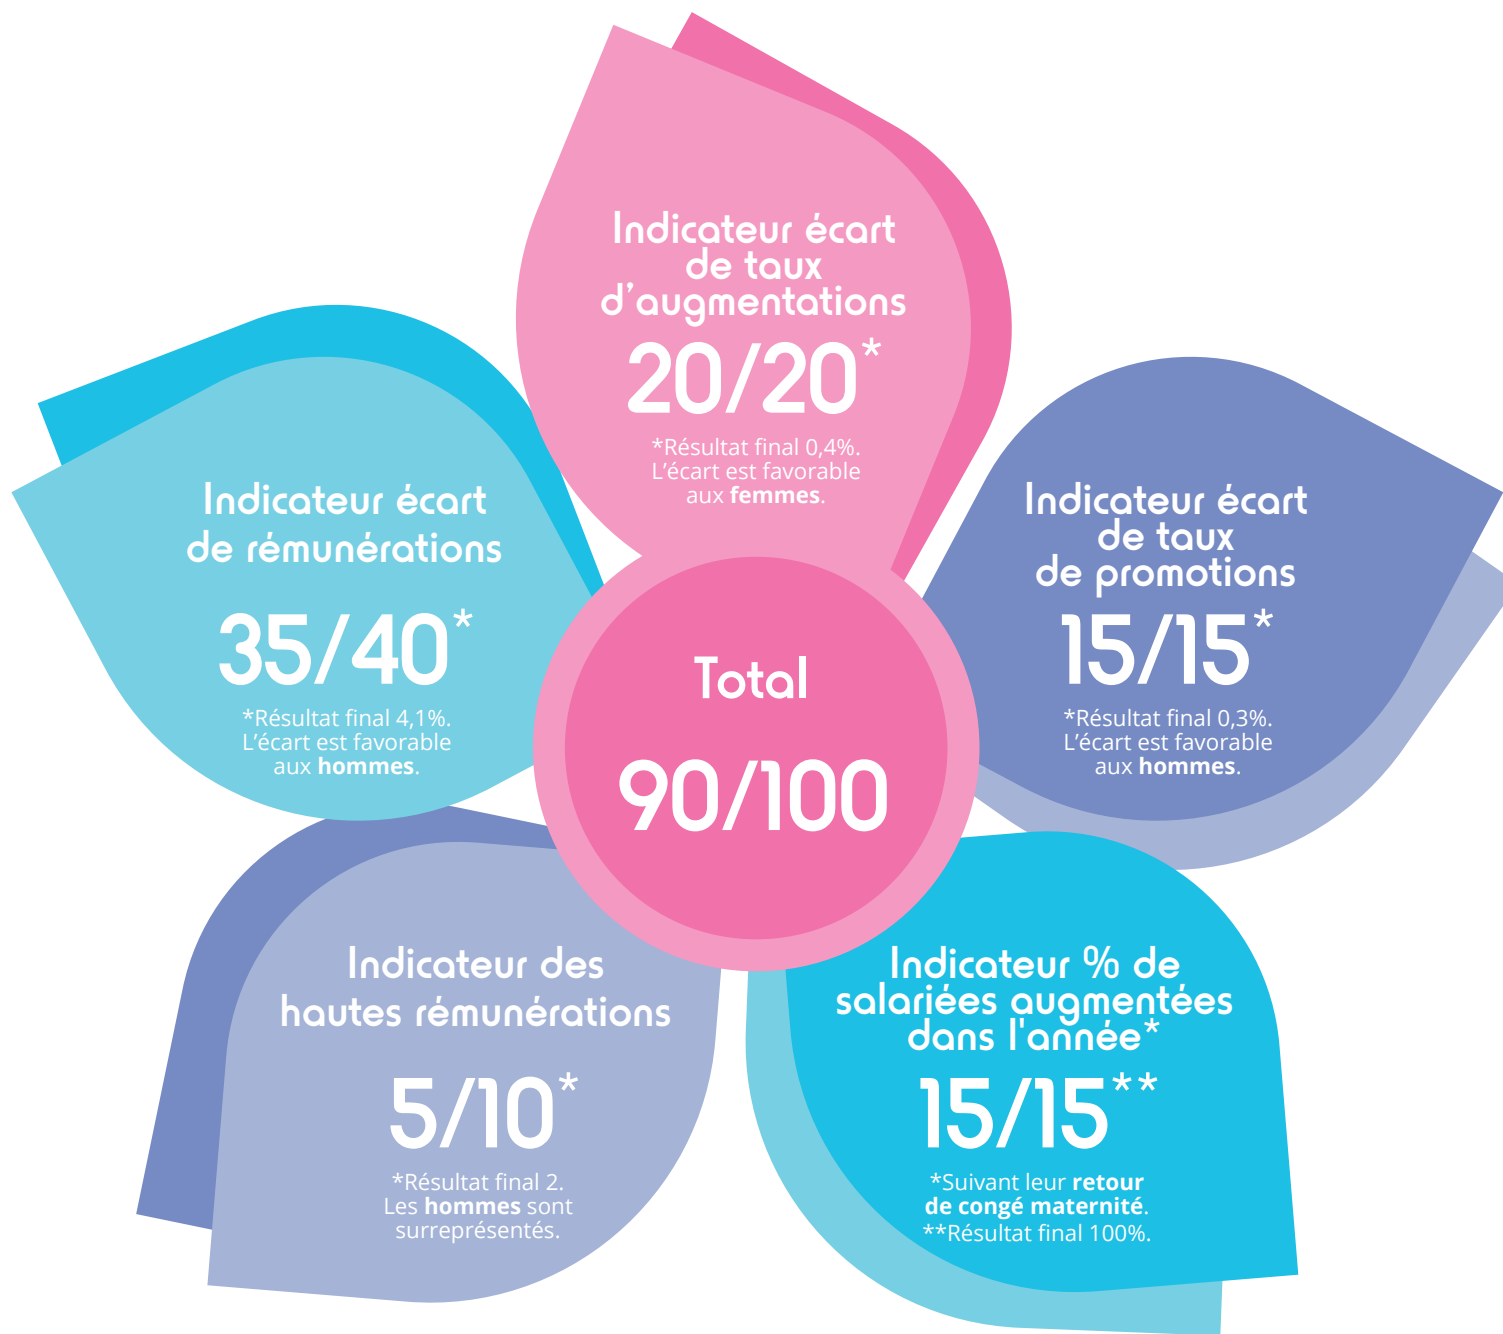 Indicateur écart
de taux
d'augmentations
20/20*
*Résultat final 0,4%.
L'écart est favorable
aux femmes.
Indicateur écart
de rémunérations
35/40*
*Résultat final 4,1%.
L'écart est favorable
aux hommes.
Indicateur écart
de taux
de promotions
15/15*
*Résultat final 0,3%.
L'écart est favorable
aux hommes.
Total
90/100
Indicateur des
hautes rémunérations
5/10*
*Résultat final 2.
Les hommes sont
surreprésentés.
Indicateur % de
salariées augmentées
dans l'année*
15/15**
*Suivant leur retour
de congé maternité.
**Résultat final 100%.